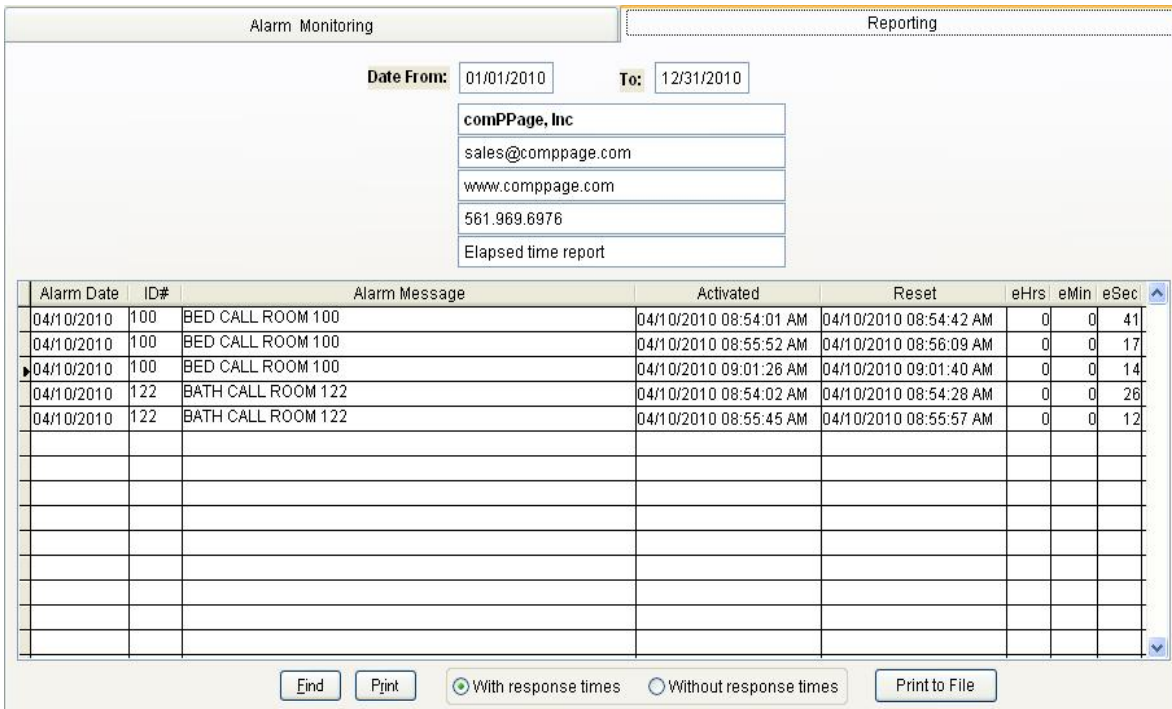 Alarm Monitoring Reporting
Date From: 01/01/2010 To: 12/31/2010
comPPage, Inc
sales@comppage.com
www.comppage.com
561.969.6976
Elapsed time report
Alarm Date ID# Alarm Message Activated Reset eHrs eMin eSec
04/10/2010 100 BED CALL ROOM 100 04/10/2010 08:54:01 AM 04/10/2010 08:54:42 AM 0 0 41
04/10/2010 100 BED CALL ROOM 100 04/10/2010 08:55:52 AM 04/10/2010 08:56:09 AM 0 0 17
04/10/2010 100 BED CALL ROOM 100 04/10/2010 09:01:26 AM 04/10/2010 09:01:40 AM 0 0 14
04/10/2010 122 BATH CALL ROOM 122 04/10/2010 08:54:02 AM 04/10/2010 08:54:28 AM 0 0 26
04/10/2010 122 BATH CALL ROOM 122 04/10/2010 08:55:45 AM 04/10/2010 08:55:57 AM 0 0 12
Find Print With response times Without response times Print to File